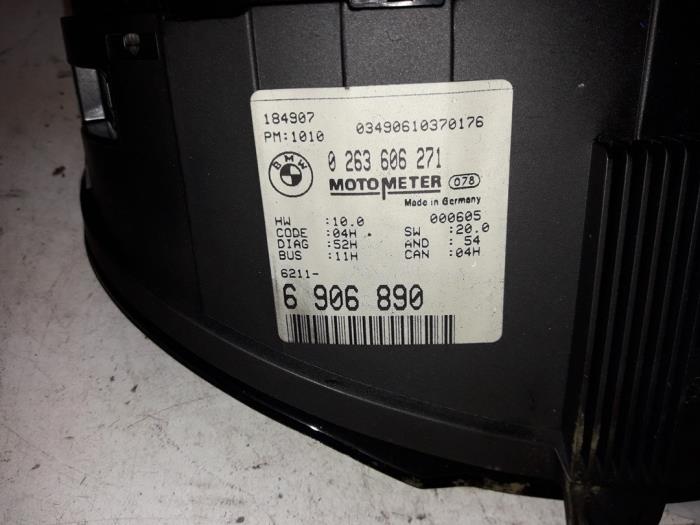 184907
PM:1010 03490610370176
BMW 0 263 606 271
MOTOMETER 078
Made in Germany
HW :10.0 000605
CODE :04H SW :20.0
DIAG :52H AND : 54
BUS :11H CAN :04H
6211-
6 906 890